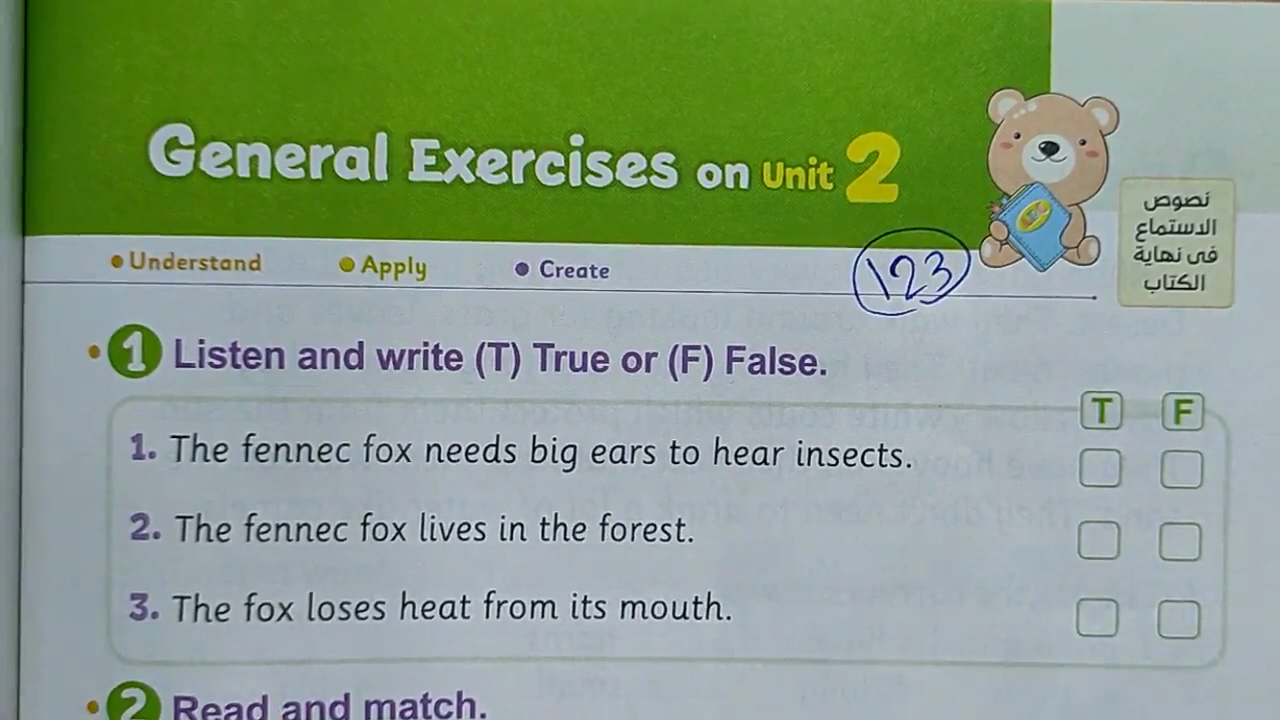 General Exercises on Unit 2
نصوص
الاستماع
فى نهاية
الكتاب
• Understand • Apply • Create
123
• 1 Listen and write (T) True or (F) False.
T F
1. The fennec fox needs big ears to hear insects.
2. The fennec fox lives in the forest.
3. The fox loses heat from its mouth.
• 2 Read and match.